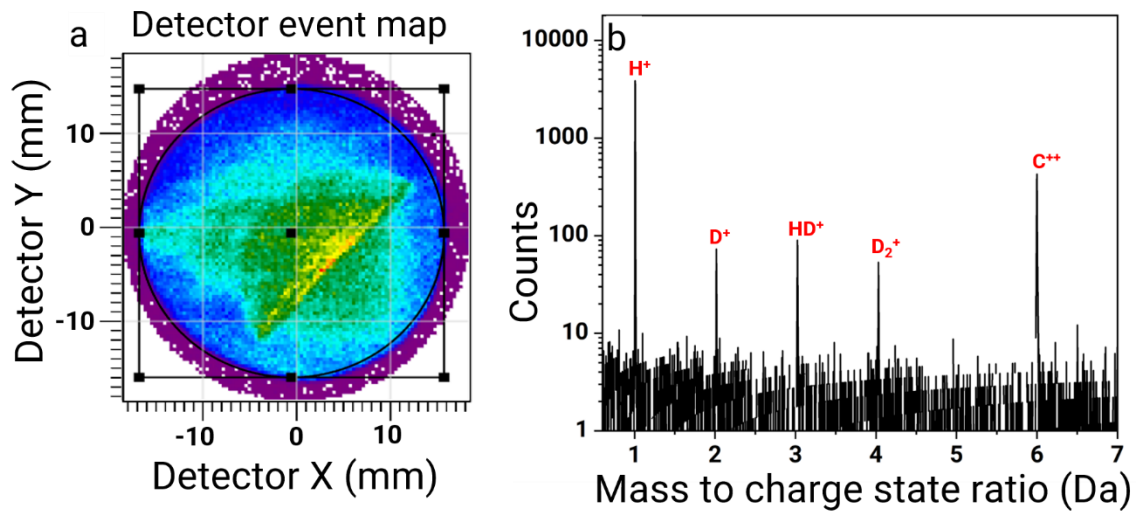 a
Detector event map
Detector Y (mm)
10
0
-10
-10
0
10
Detector X (mm)
b
10000
1000
100
10
1
Counts
H⁺
D⁺
HD⁺
D₂⁺
C⁺⁺
1
2
3
4
5
6
7
Mass to charge state ratio (Da)